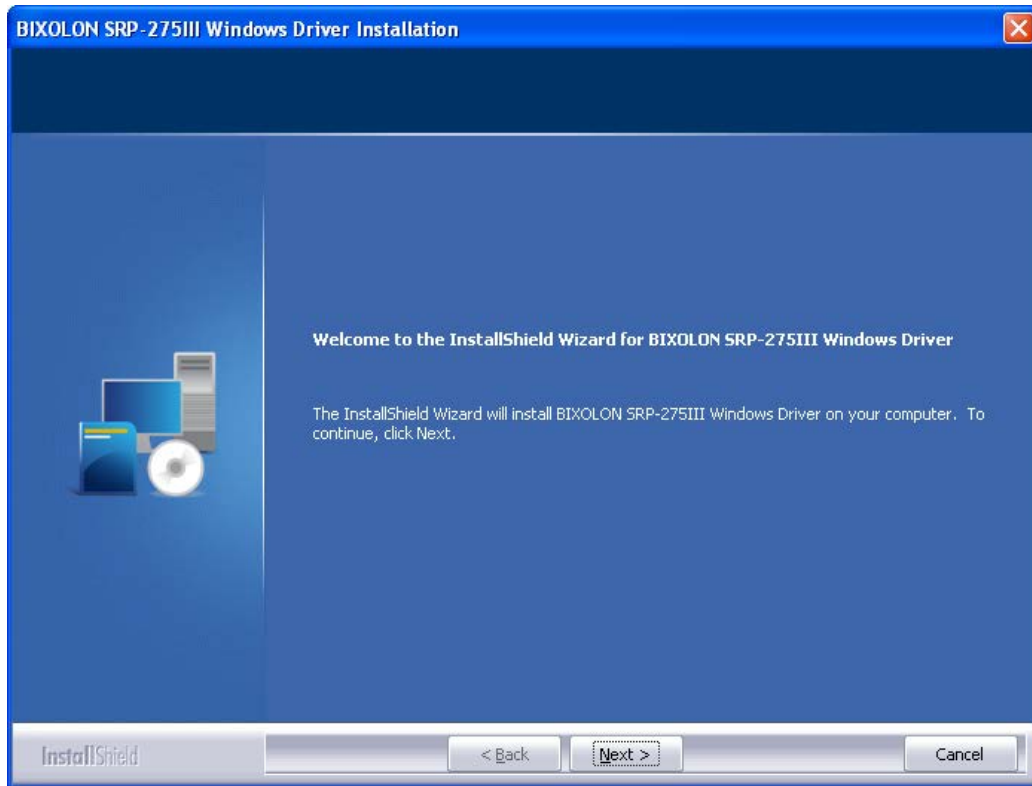 BIXOLON SRP-275III Windows Driver Installation
Welcome to the InstallShield Wizard for BIXOLON SRP-275III Windows Driver
The InstallShield Wizard will install BIXOLON SRP-275III Windows Driver on your computer. To
continue, click Next.
InstallShield
< Back
Next >
Cancel